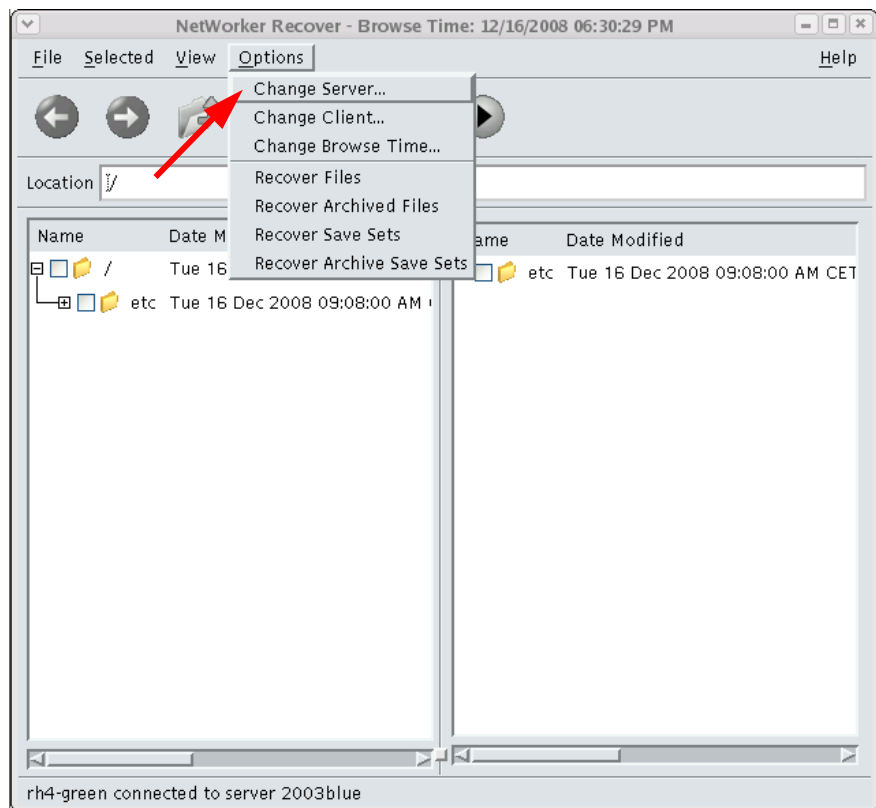 NetWorker Recover - Browse Time: 12/16/2008 06:30:29 PM
File Selected View Options Help
Change Server...
Change Client...
Change Browse Time...
Recover Files
Recover Archived Files
Recover Save Sets
Recover Archive Save Sets
Location /
Name Date M
/ Tue 16
etc Tue 16 Dec 2008 09:08:00 AM
ame Date Modified
etc Tue 16 Dec 2008 09:08:00 AM CET
rh4-green connected to server 2003blue